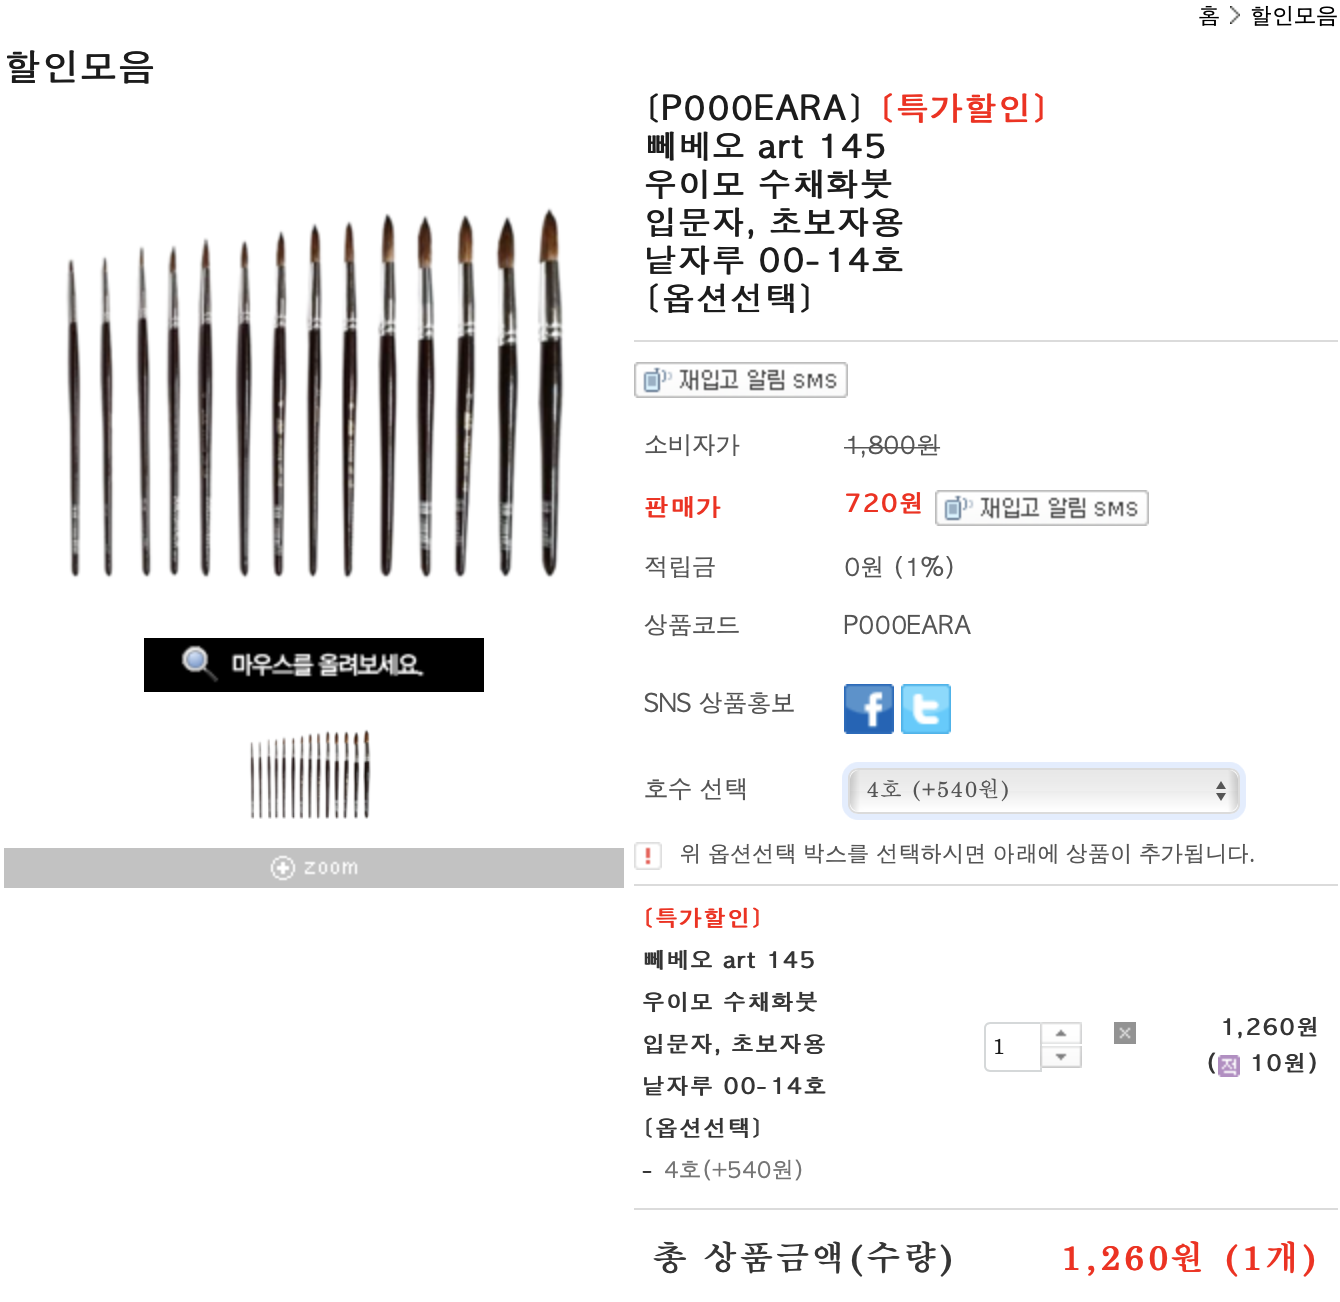 홈 > 할인모음
할인모음
[P000EARA] [특가할인]
뻬베오 art 145
우이모 수채화붓
입문자, 초보자용
낱자루 00-14호
[옵션선택]
재입고 알림 SMS
소비자가 1,800원
판매가 720원 재입고 알림 SMS
적립금 0원 (1%)
상품코드 P000EARA
SNS 상품홍보
호수 선택 4호 (+540원)
위 옵션선택 박스를 선택하시면 아래에 상품이 추가됩니다.
마우스를 올려보세요.
zoom
[특가할인]
뻬베오 art 145
우이모 수채화붓
입문자, 초보자용
낱자루 00-14호
[옵션선택]
- 4호(+540원)
1
1,260원
(적 10원)
총 상품금액(수량) 1,260원 (1개)